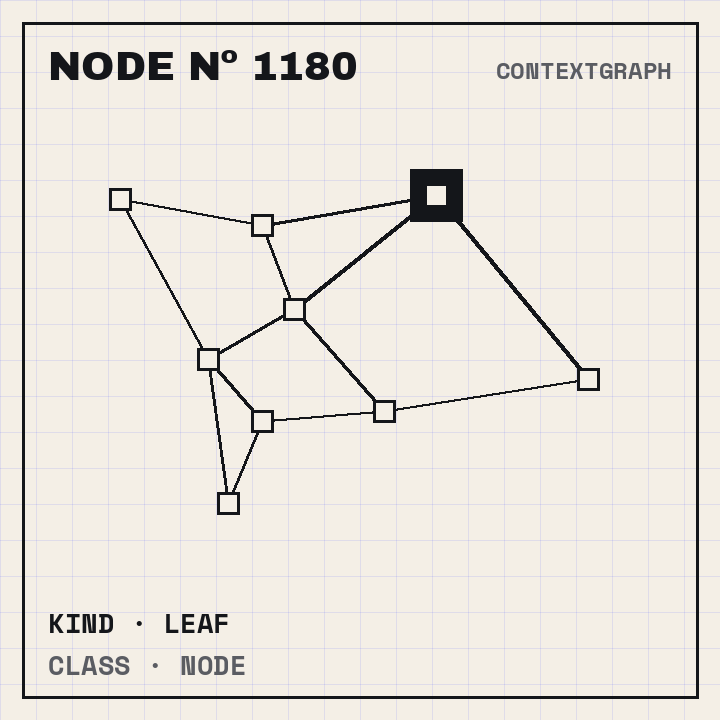 NODE Nº 1180
CONTEXTGRAPH
KIND · LEAF
CLASS · NODE